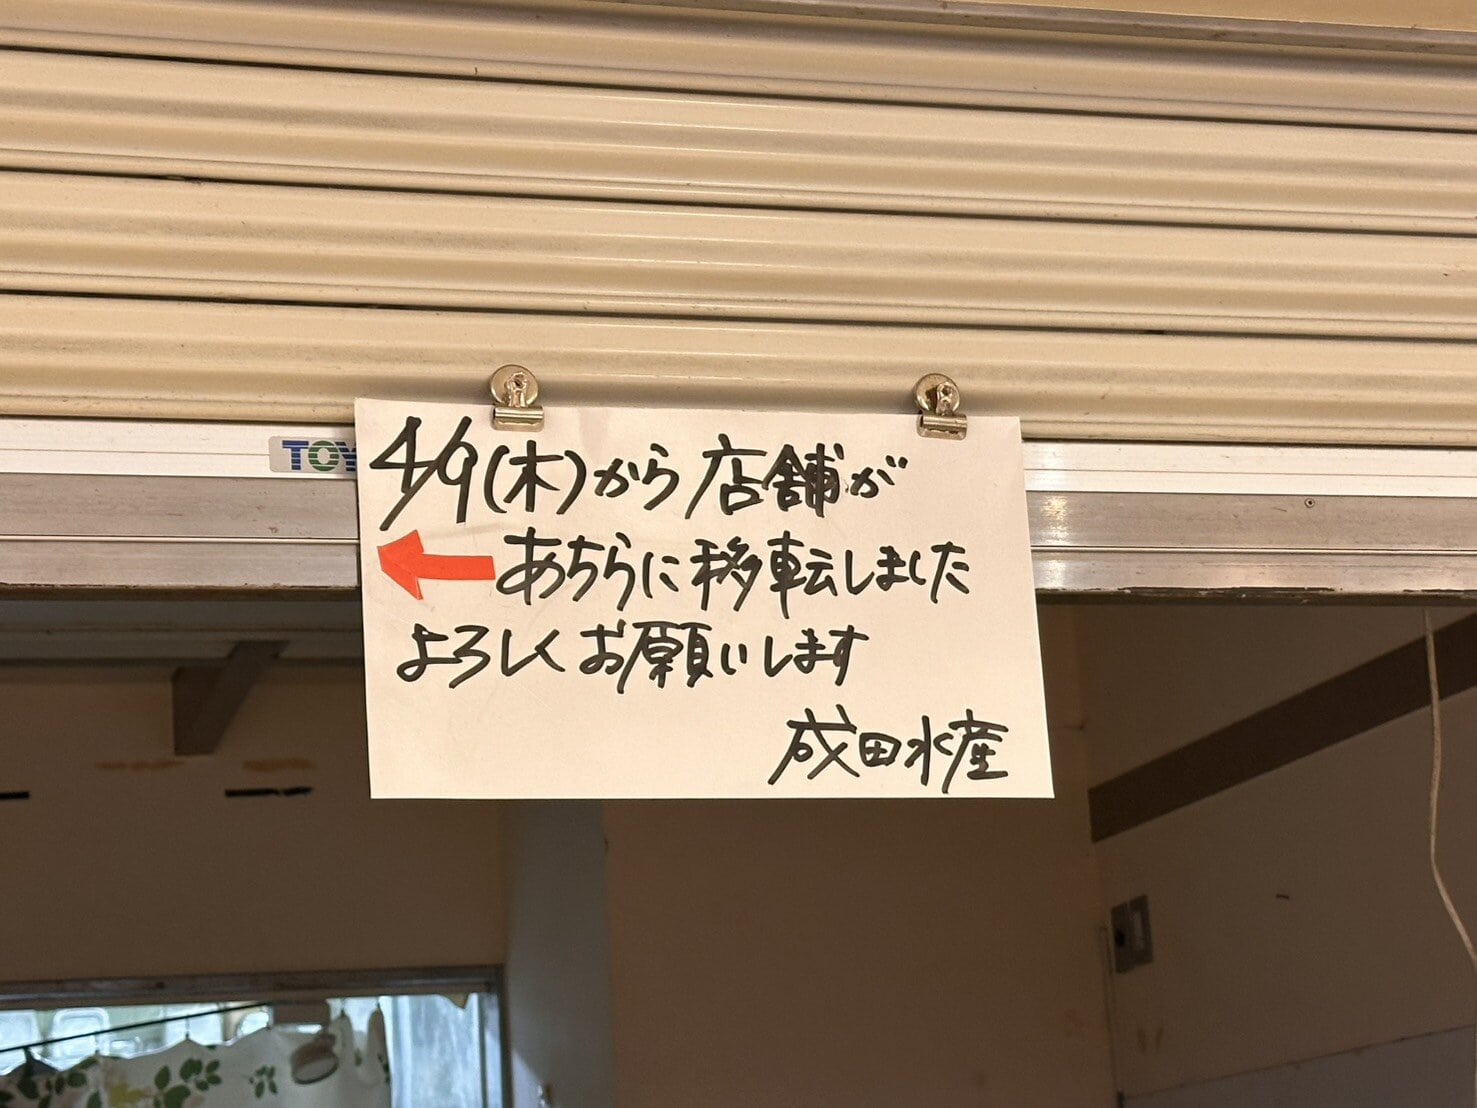 4/9(木)から店舗が
あちらに移転しました
よろしくお願いします
成田水産
TOY